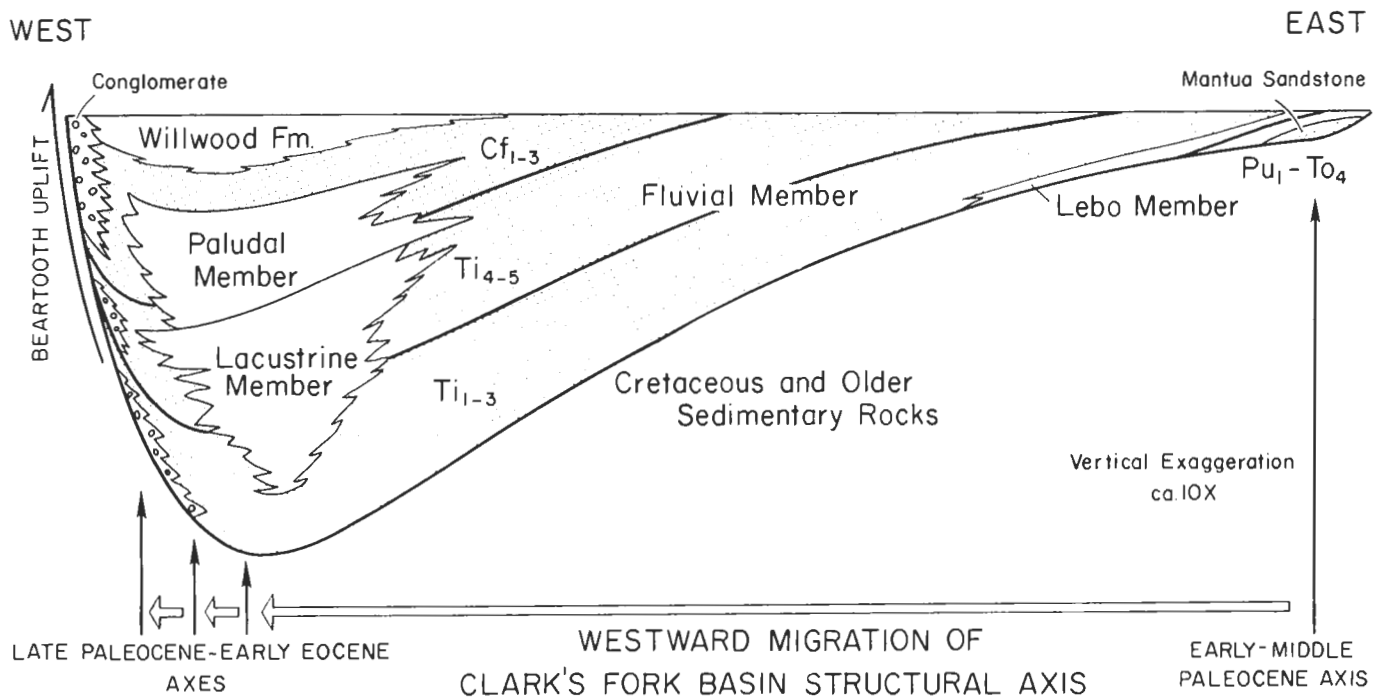 WEST
EAST
Conglomerate
Mantua Sandstone
BEARTOOTH UPLIFT
Willwood Fm.
Cf1-3
Pu1 - To4
Fluvial Member
Lebo Member
Paludal
Member
Ti4-5
Lacustrine
Member
Ti1-3
Cretaceous and Older
Sedimentary Rocks
Vertical Exaggeration
ca. 10X
LATE PALEOCENE-EARLY EOCENE
AXES
WESTWARD MIGRATION OF
CLARK'S FORK BASIN STRUCTURAL AXIS
EARLY-MIDDLE
PALEOCENE AXIS